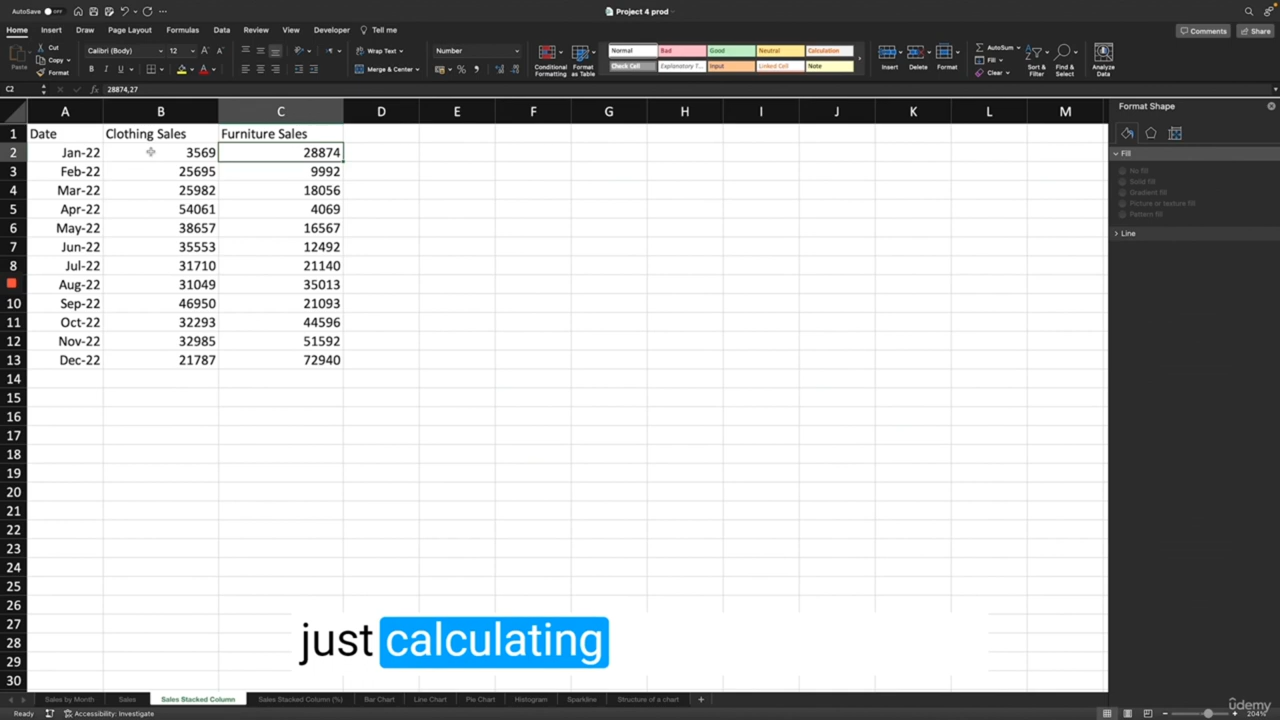 AutoSave OFF
Project 4 prod
Home Insert Draw Page Layout Formulas Data Review View Developer Tell me
Comments Share
Paste
Cut
Copy
Format
Calibri (Body) 12
B I U
Wrap Text
Merge & Center
Number
Conditional Formatting
Format as Table
Normal Bad Good Neutral Calculation
Check Cell Explanatory T... Input Linked Cell Note
Insert Delete Format
AutoSum
Fill
Clear
Sort & Filter
Find & Select
Analyze Data
C2 fx 28874,27
A B C D E F G H I J K L M
1 Date Clothing Sales Furniture Sales
2 Jan-22 3569 28874
3 Feb-22 25695 9992
4 Mar-22 25982 18056
5 Apr-22 54061 4069
6 May-22 38657 16567
7 Jun-22 35553 12492
8 Jul-22 31710 21140
Aug-22 31049 35013
10 Sep-22 46950 21093
11 Oct-22 32293 44596
12 Nov-22 32985 51592
13 Dec-22 21787 72940
14
15
16
17
18
19
20
21
22
23
24
25
26
27
28
29
30
Format Shape
Fill
No fill
Solid fill
Gradient fill
Picture or texture fill
Pattern fill
Line
just calculating
Sales by Month Sales Sales Stacked Column Sales Stacked Column (%) Bar Chart Line Chart Pie Chart Histogram Sparkline Structure of a chart +
Ready Accessibility: Investigate
204%
ûdemy